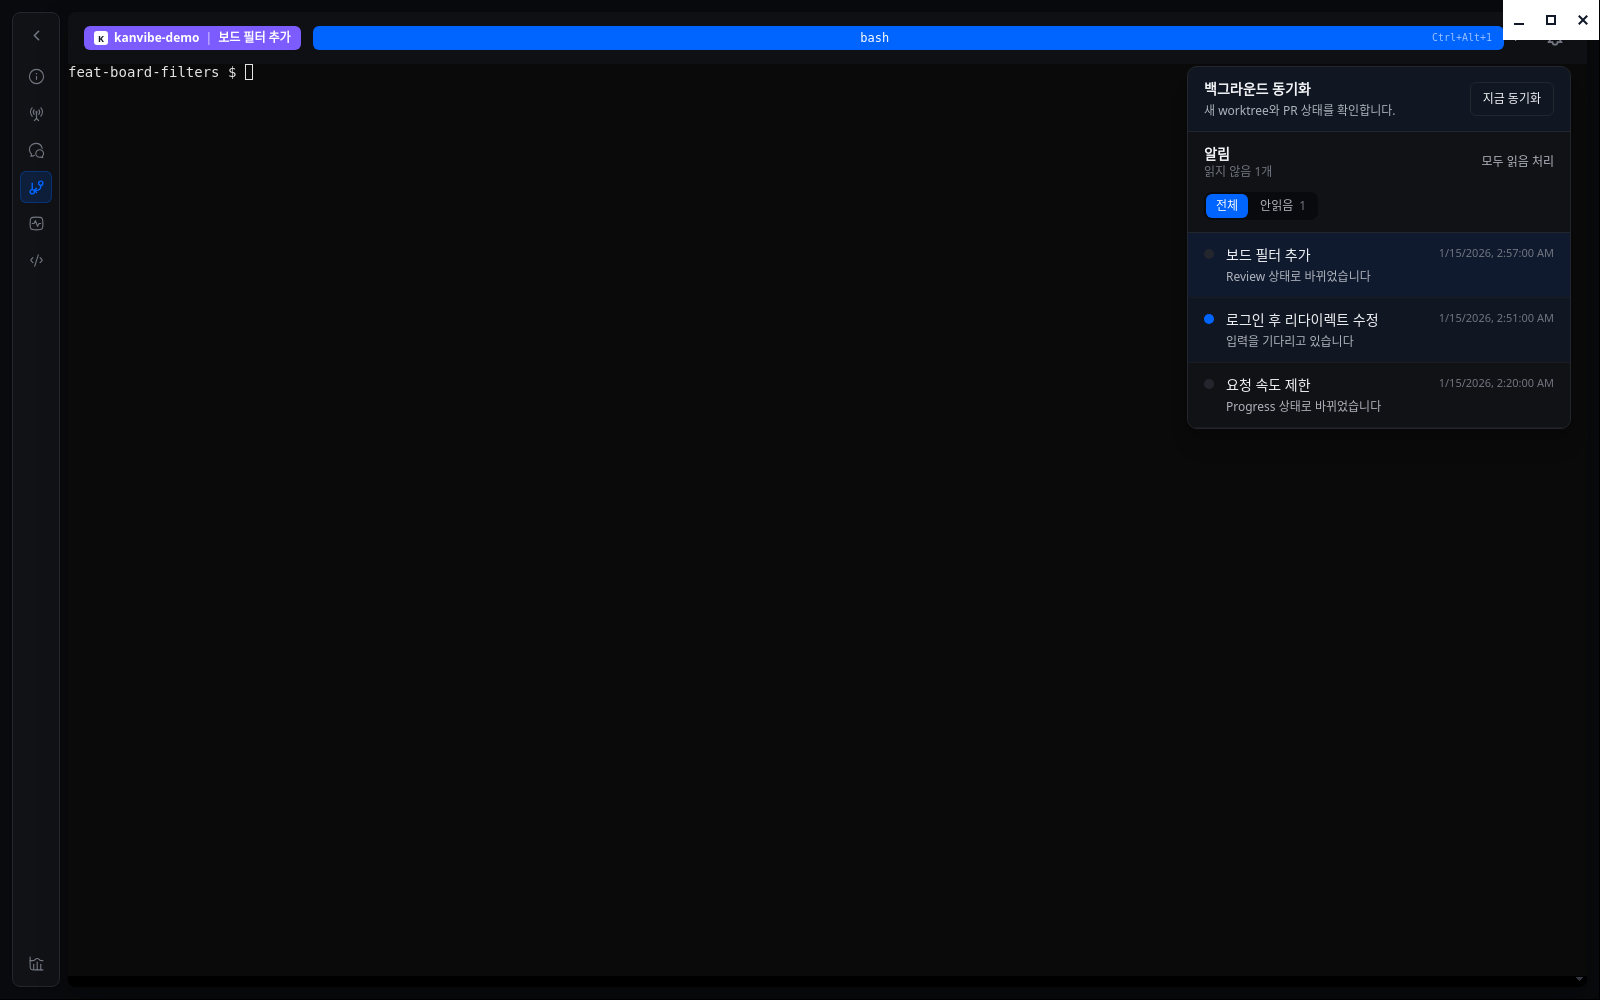 K kanvibe-demo | 보드 필터 추가
bash
Ctrl+Alt+1
feat-board-filters $
백그라운드 동기화
새 worktree와 PR 상태를 확인합니다.
지금 동기화
알림
읽지 않음 1개
모두 읽음 처리
전체
안읽음 1
보드 필터 추가
1/15/2026, 2:57:00 AM
Review 상태로 바뀌었습니다
로그인 후 리다이렉트 수정
1/15/2026, 2:51:00 AM
입력을 기다리고 있습니다
요청 속도 제한
1/15/2026, 2:20:00 AM
Progress 상태로 바뀌었습니다